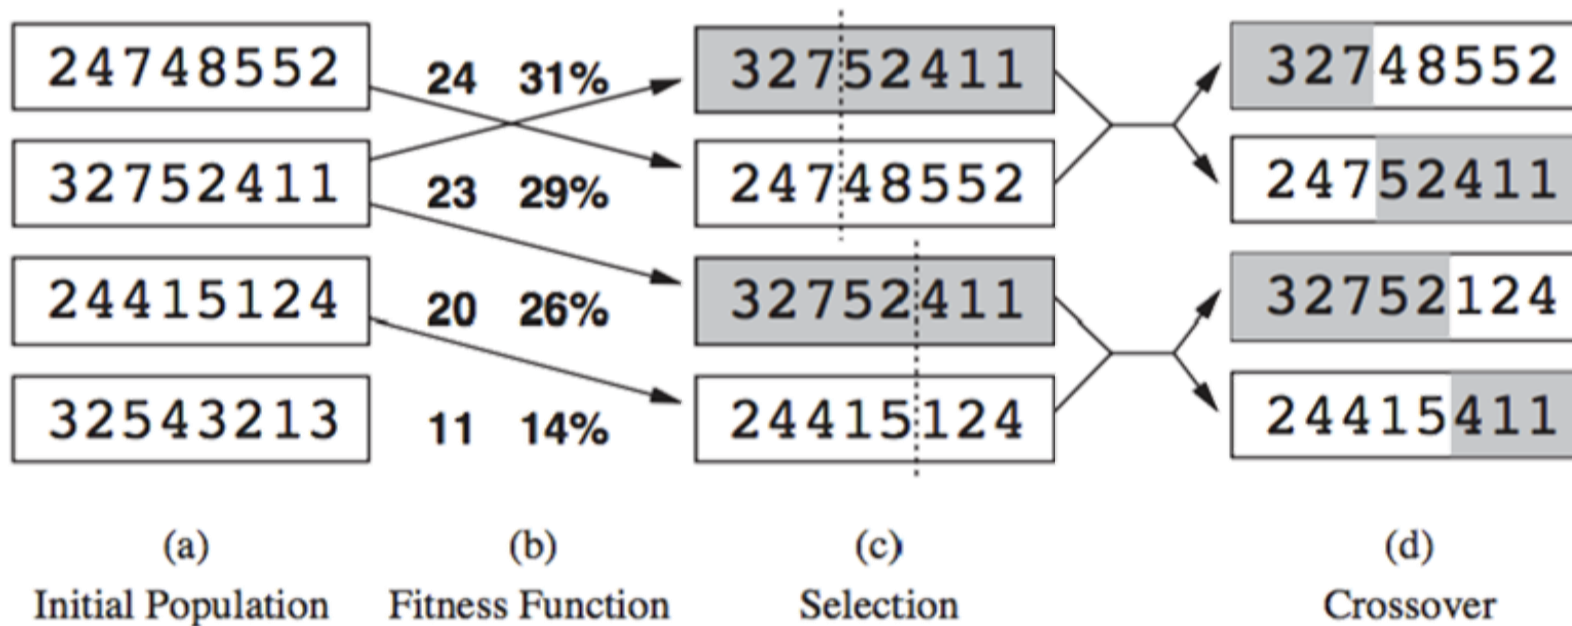 24748552 24 31% 32752411 32748552
32752411 23 29% 24748552 24752411
24415124 20 26% 32752411 32752124
32543213 11 14% 24415124 24415411
(a) (b) (c) (d)
Initial Population Fitness Function Selection Crossover